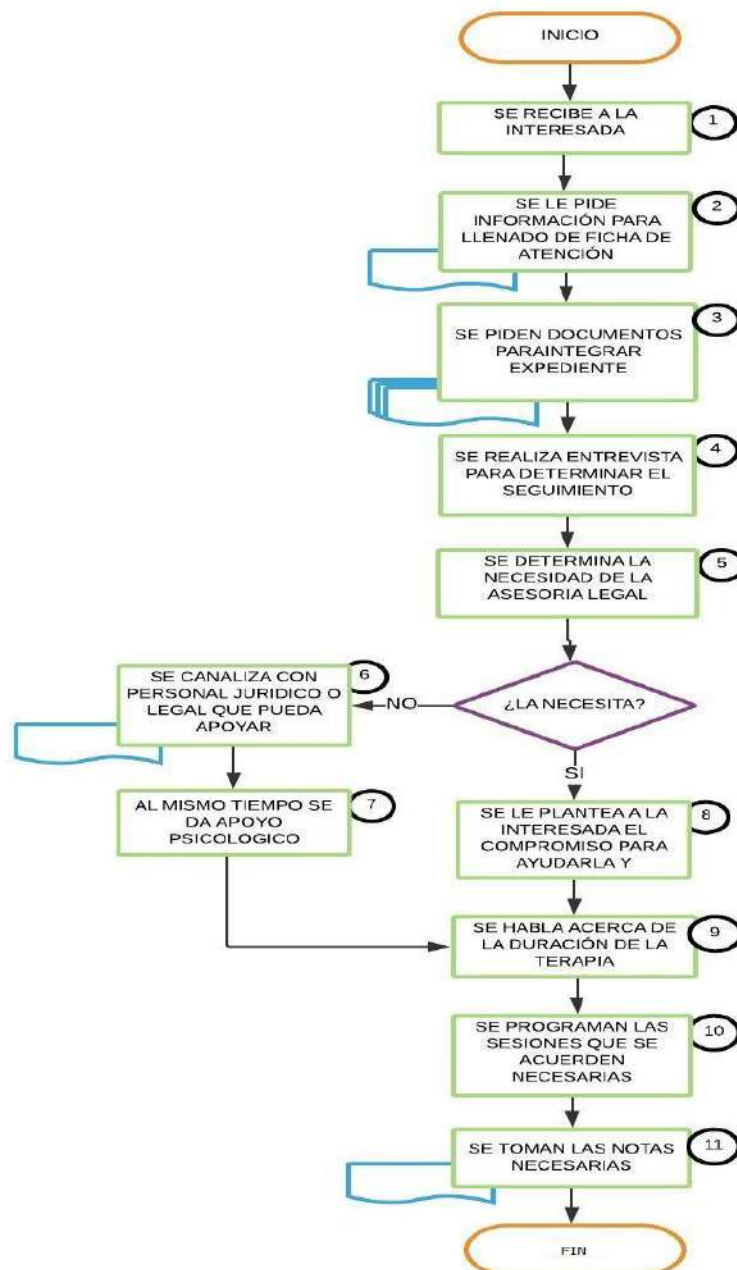 INICIO
SE RECIBE A LA
INTERESADA
1
SE LE PIDE
INFORMACIÓN PARA
LLENADO DE FICHA DE
ATENCIÓN
2
SE PIDEN DOCUMENTOS
PARAINTEGRAR
EXPEDIENTE
3
SE REALIZA ENTREVISTA
PARA DETERMINAR EL
SEGUIMIENTO
4
SE DETERMINA LA
NECESIDAD DE LA
ASESORIA LEGAL
5
¿LA NECESITA?
NO
SE CANALIZA CON
PERSONAL JURIDICO O
LEGAL QUE PUEDA
APOYAR
6
AL MISMO TIEMPO SE
DA APOYO
PSICOLOGICO
7
SI
SE LE PLANTEA A LA
INTERESADA EL
COMPROMISO PARA
AYUDARLA Y
8
SE HABLA ACERCA DE
LA DURACIÓN DE LA
TERAPIA
9
SE PROGRAMAN LAS
SESIONES QUE SE
ACUERDEN
NECESARIAS
10
SE TOMAN LAS NOTAS
NECESARIAS
11
FIN